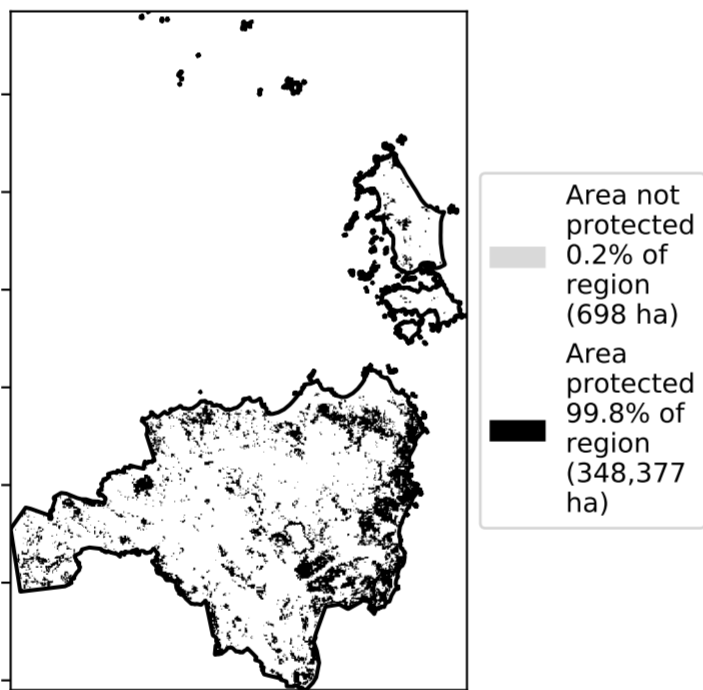 Area not
protected
0.2% of
region
(698 ha)
Area
protected
99.8% of
region
(348,377
ha)